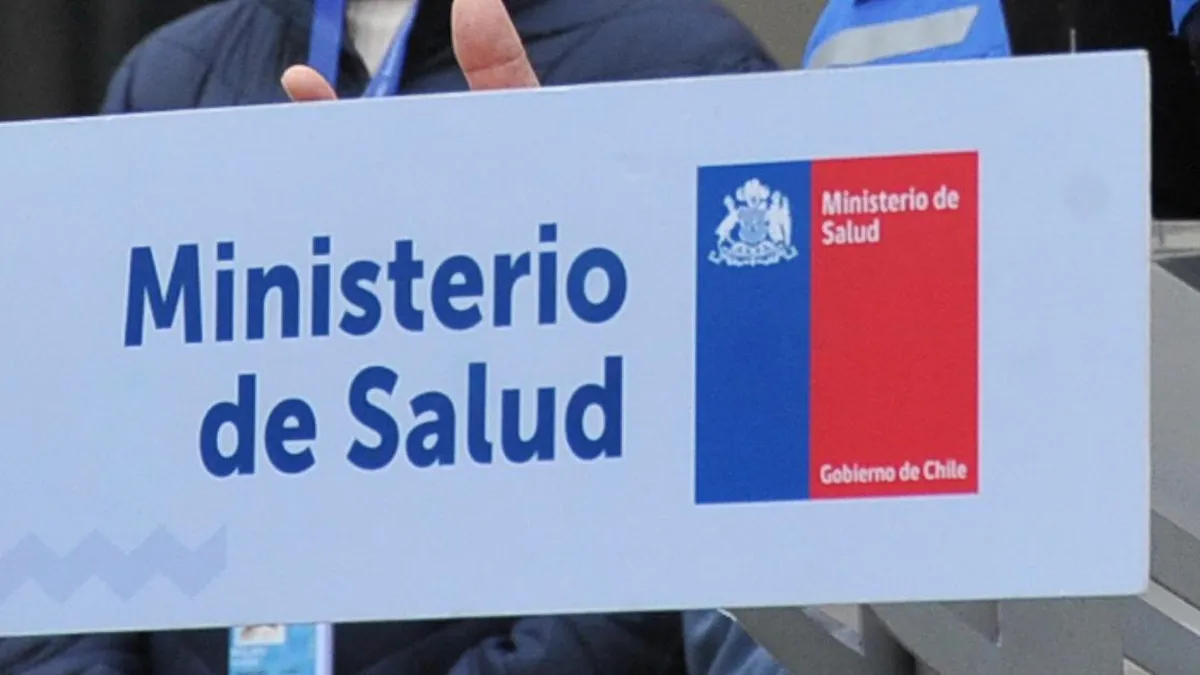 Ministerio
de Salud
Ministerio de
Salud
Gobierno de Chile